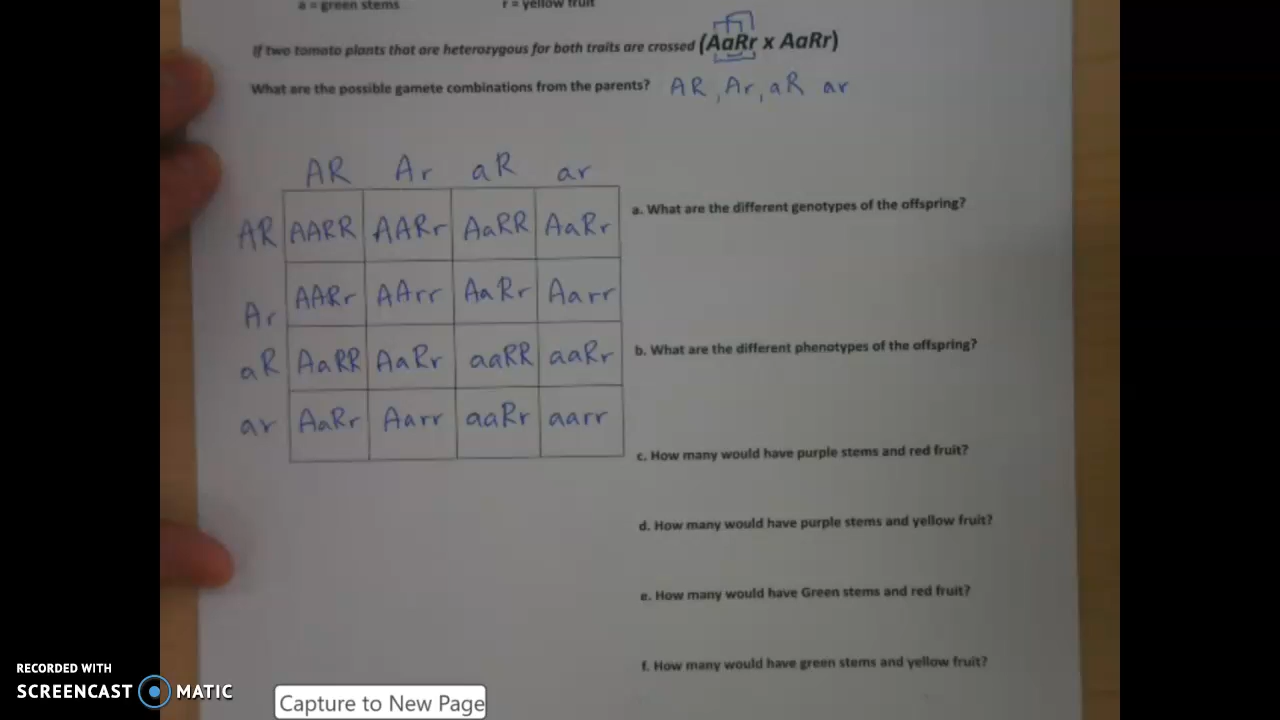 a = green stems r = yellow fruit
If two tomato plants that are heterozygous for both traits are crossed (AaRr x AaRr)
What are the possible gamete combinations from the parents? AR, Ar, aR ar
AR Ar aR ar
AR AARR AARr AaRR AaRr
a. What are the different genotypes of the offspring?
Ar AARr AArr AaRr Aarr
aR AaRR AaRr aaRR aaRr
b. What are the different phenotypes of the offspring?
ar AaRr Aarr aaRr aarr
c. How many would have purple stems and red fruit?
d. How many would have purple stems and yellow fruit?
e. How many would have Green stems and red fruit?
f. How many would have green stems and yellow fruit?
RECORDED WITH
SCREENCAST MATIC
Capture to New Page